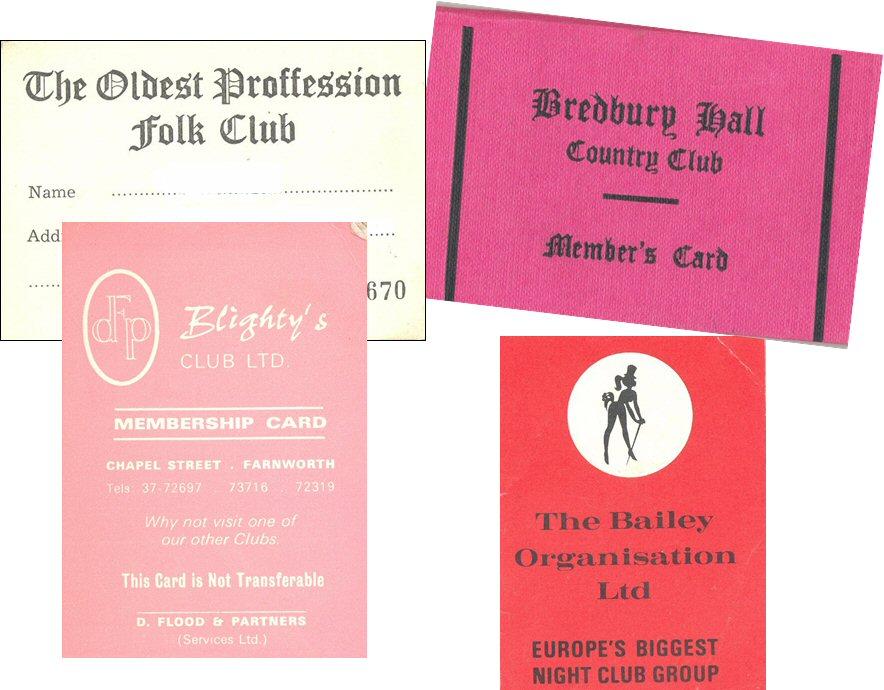 The Oldest Proffession
Folk Club
Name
Add
670
Bredbury Hall
Country Club
Member's Card
dFp
Blighty's
CLUB LTD.
MEMBERSHIP CARD
CHAPEL STREET . FARNWORTH
Tels: 37-72697 . 73716 . 72319
Why not visit one of
our other Clubs.
This Card is Not Transferable
D. FLOOD & PARTNERS
(Services Ltd.)
The Bailey
Organisation
Ltd
EUROPE'S BIGGEST
NIGHT CLUB GROUP